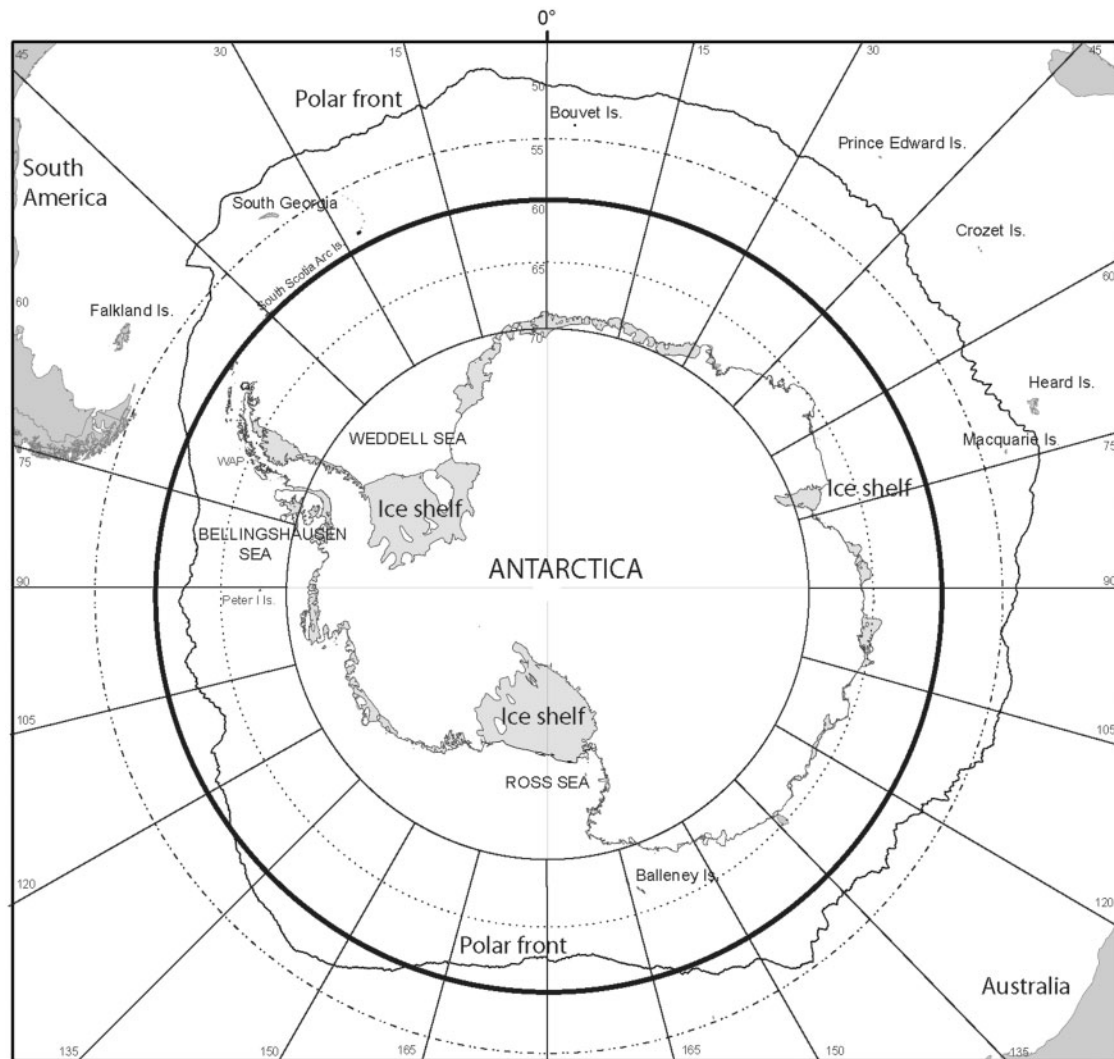 0°
45
30
15
15
30
45
Polar front
50
Bouvet Is.
55
Prince Edward Is.
South
America
South Georgia
60
Crozet Is.
South Scotia Arc Is.
65
60
60
Falkland Is.
70
Heard Is.
WEDDELL SEA
Macquarie Is
75
75
WAP
Ice shelf
Ice shelf
BELLINGSHAUSEN
SEA
ANTARCTICA
90
Peter I Is.
90
Ice shelf
105
105
ROSS SEA
120
Balleney Is.
120
Polar front
Australia
135
150
165
165
150
135